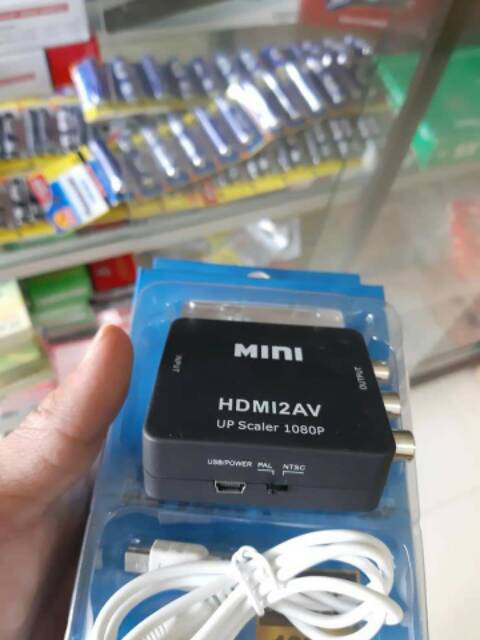 MINI
INPUT
OUTPUT
HDMI2AV
UP Scaler 1080P
USB/POWER PAL NTSC